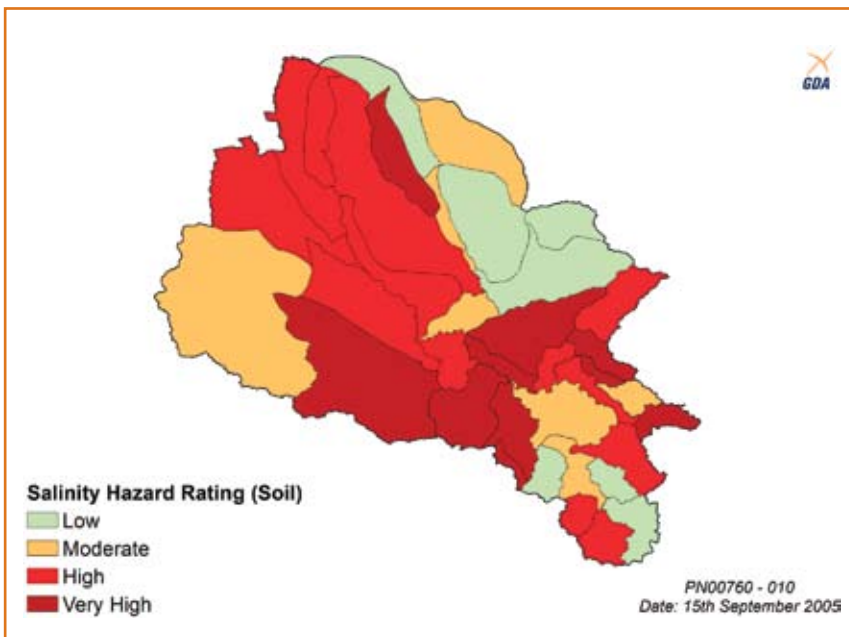 GDA
Salinity Hazard Rating (Soil)
Low
Moderate
High
Very High
PN00760 - 010
Date: 15th September 2005